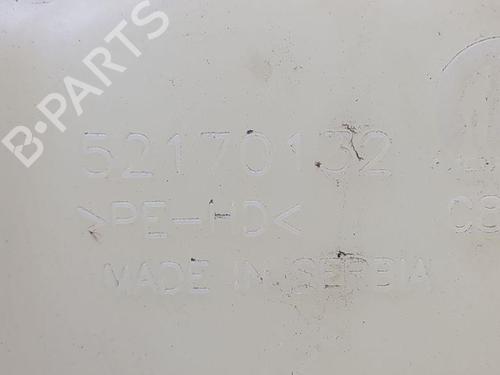 B-PARTS
52170132
>PE-HD<
MADE IN SERBIA